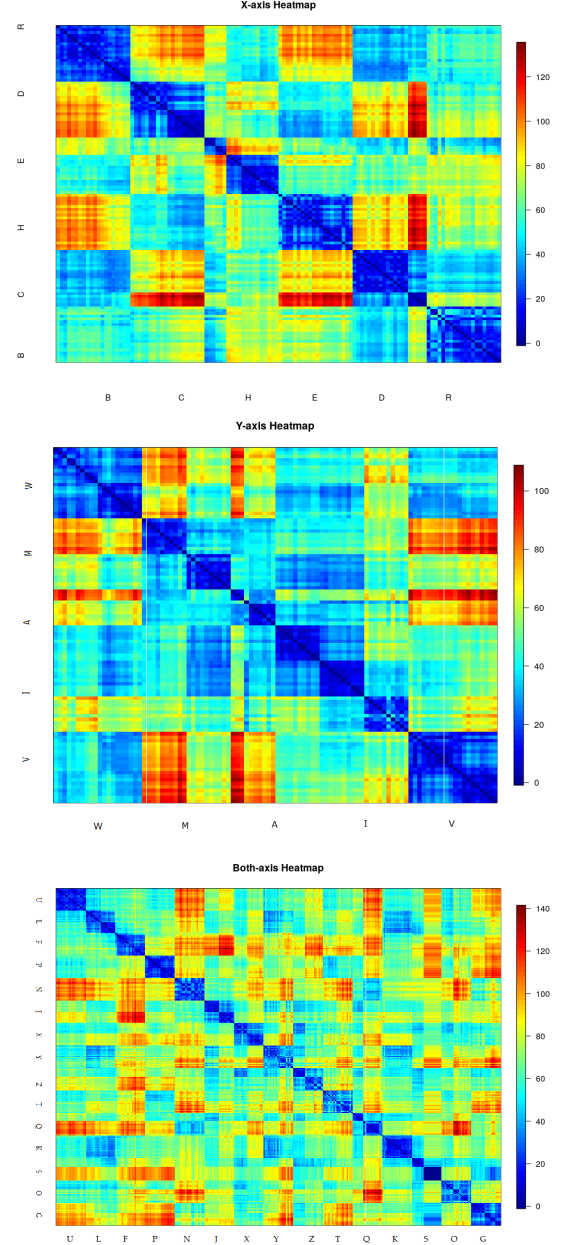 X-axis Heatmap
R
D
E
H
C
B
120
100
80
60
40
20
0
B C H E D R
Y-axis Heatmap
W
M
A
I
V
100
80
60
40
20
0
W M A I V
Both-axis Heatmap
U
L
F
P
N
J
X
Y
Z
T
Q
K
S
O
G
140
120
100
80
60
40
20
0
U L F P N J X Y Z T Q K S O G